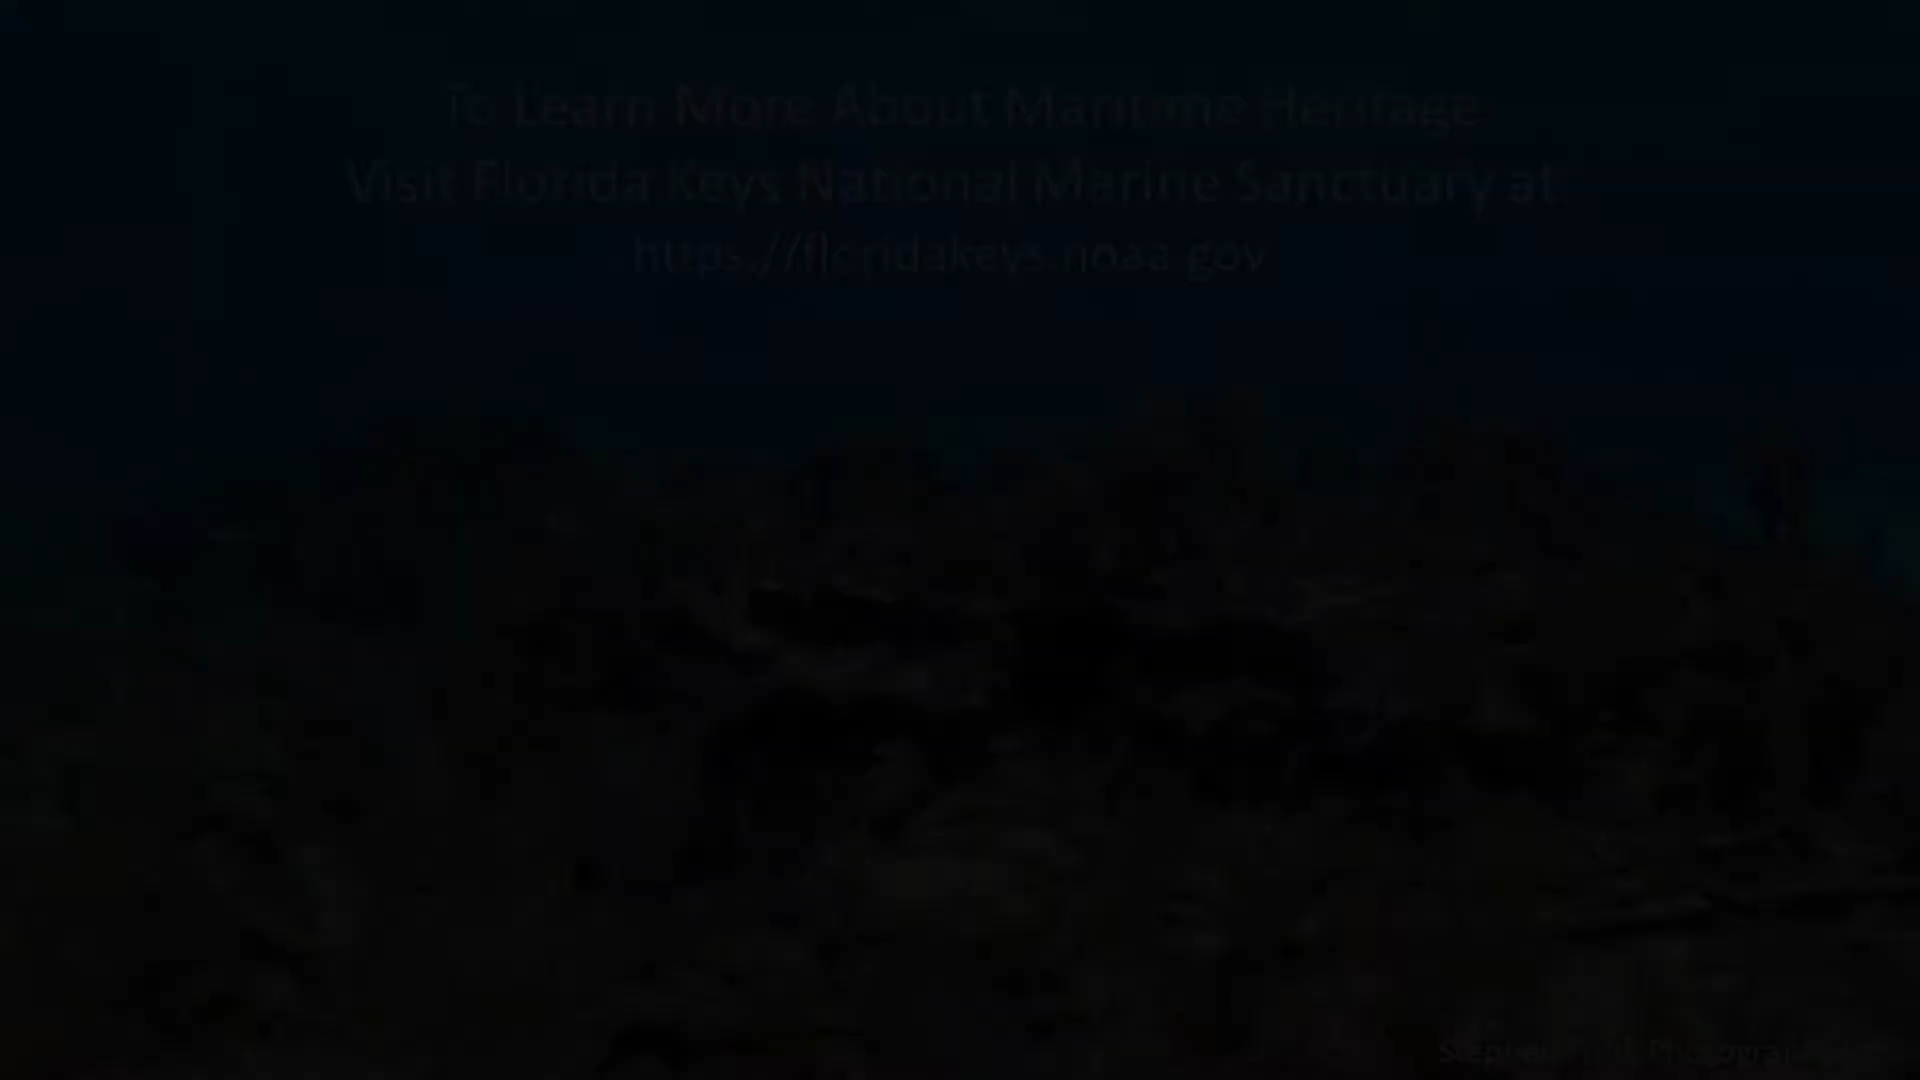 To Learn More About Maritime Heritage
Visit Florida Keys National Marine Sanctuary at
https://floridakeys.noaa.gov